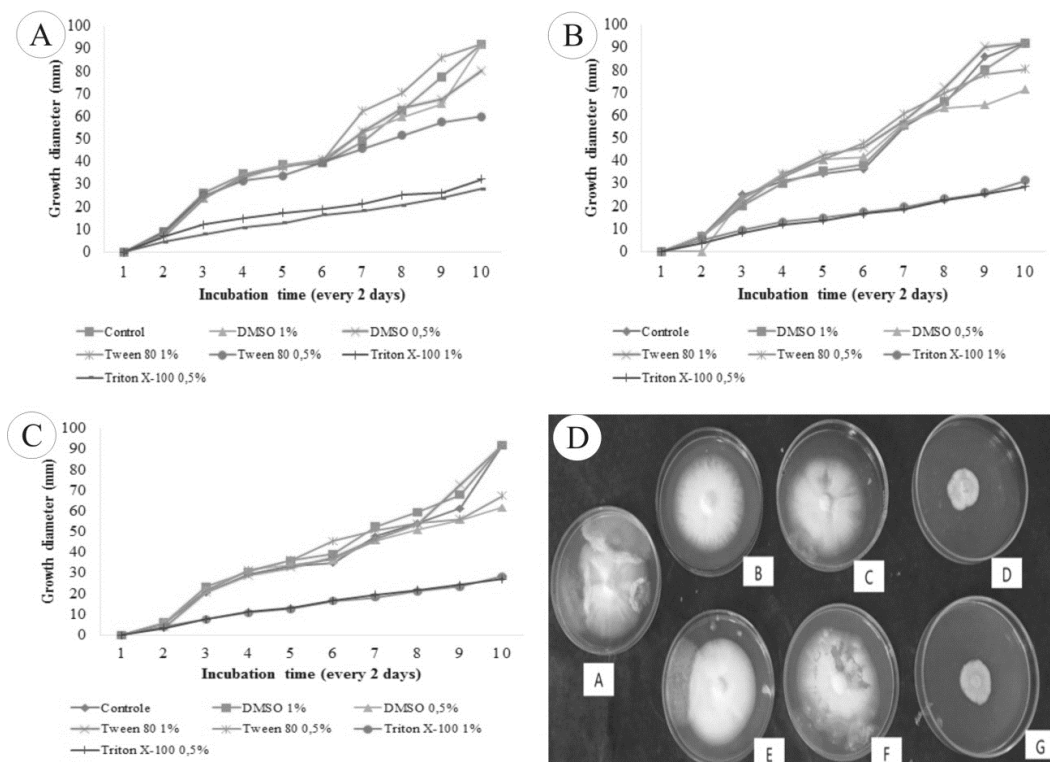 A
Growth diameter (mm)
100
90
80
70
60
50
40
30
20
10
0
1 2 3 4 5 6 7 8 9 10
Incubation time (every 2 days)
Control DMSO 1% DMSO 0,5%
Tween 80 1% Tween 80 0,5% Triton X-100 1%
Triton X-100 0,5%
B
Growth diameter (mm)
100
90
80
70
60
50
40
30
20
10
0
1 2 3 4 5 6 7 8 9 10
Incubation time (every 2 days)
Controle DMSO 1% DMSO 0,5%
Tween 80 1% Tween 80 0,5% Triton X-100 1%
Triton X-100 0,5%
C
Growth diameter (mm)
100
90
80
70
60
50
40
30
20
10
0
1 2 3 4 5 6 7 8 9 10
Incubation time (every 2 days)
Controle DMSO 1% DMSO 0,5%
Tween 80 1% Tween 80 0,5% Triton X-100 1%
Triton X-100 0,5%
D
A
B
C
D
E
F
G